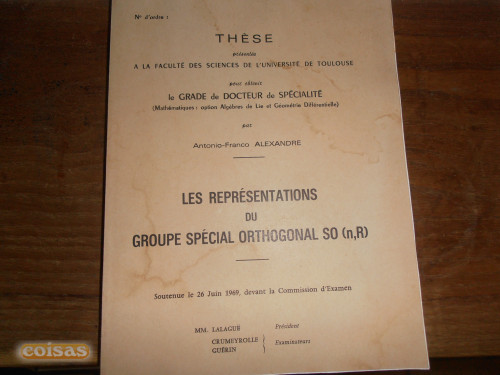 N° d'ordre :
THÈSE
présentée
A LA FACULTÉ DES SCIENCES DE L'UNIVERSITÉ DE TOULOUSE
pour obtenir
le GRADE de DOCTEUR de SPÉCIALITÉ
(Mathématiques : option Algèbres de Lie et Géométrie Différentielle)
par
Antonio-Franco ALEXANDRE
LES REPRÉSENTATIONS
DU
GROUPE SPÉCIAL ORTHOGONAL SO (n,R)
Soutenue le 26 Juin 1969, devant la Commission d'Examen
MM. LALAGUË Président
CRUMEYROLLE
GUÉRIN } Examinateurs
coisas